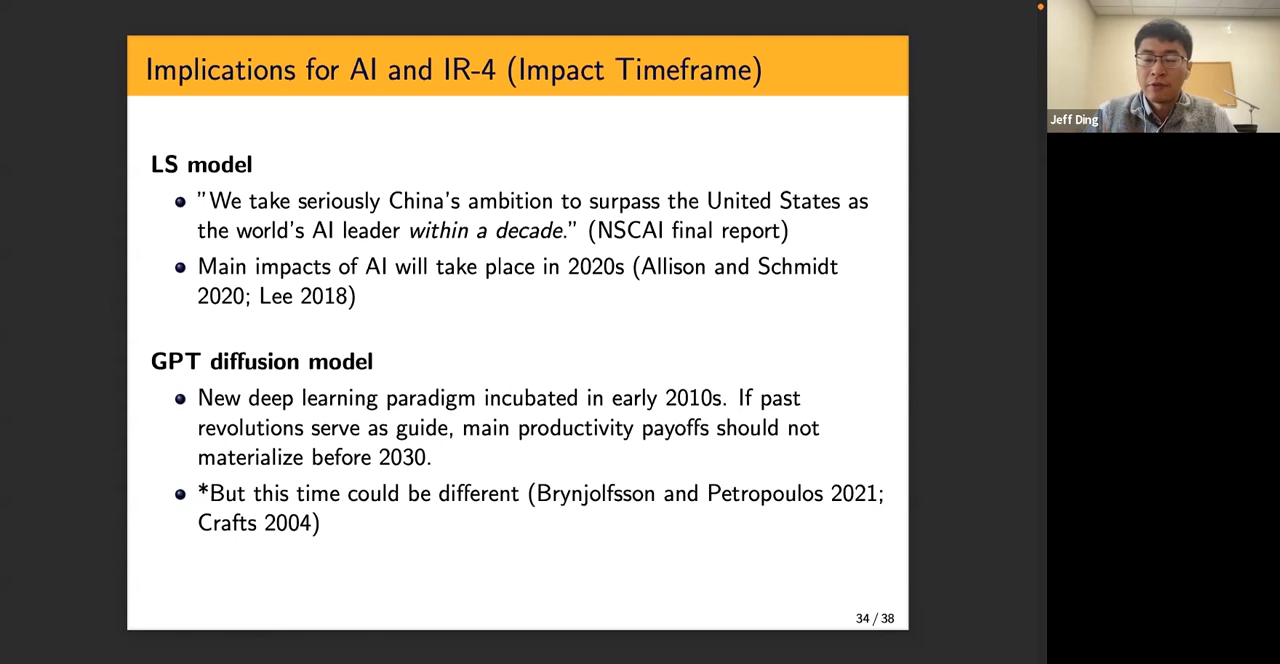 Implications for AI and IR-4 (Impact Timeframe)
LS model
”We take seriously China’s ambition to surpass the United States as
the world’s AI leader within a decade.” (NSCAI final report)
Main impacts of AI will take place in 2020s (Allison and Schmidt
2020; Lee 2018)
GPT diffusion model
New deep learning paradigm incubated in early 2010s. If past
revolutions serve as guide, main productivity payoffs should not
materialize before 2030.
*But this time could be different (Brynjolfsson and Petropoulos 2021;
Crafts 2004)
34 / 38
Jeff Ding